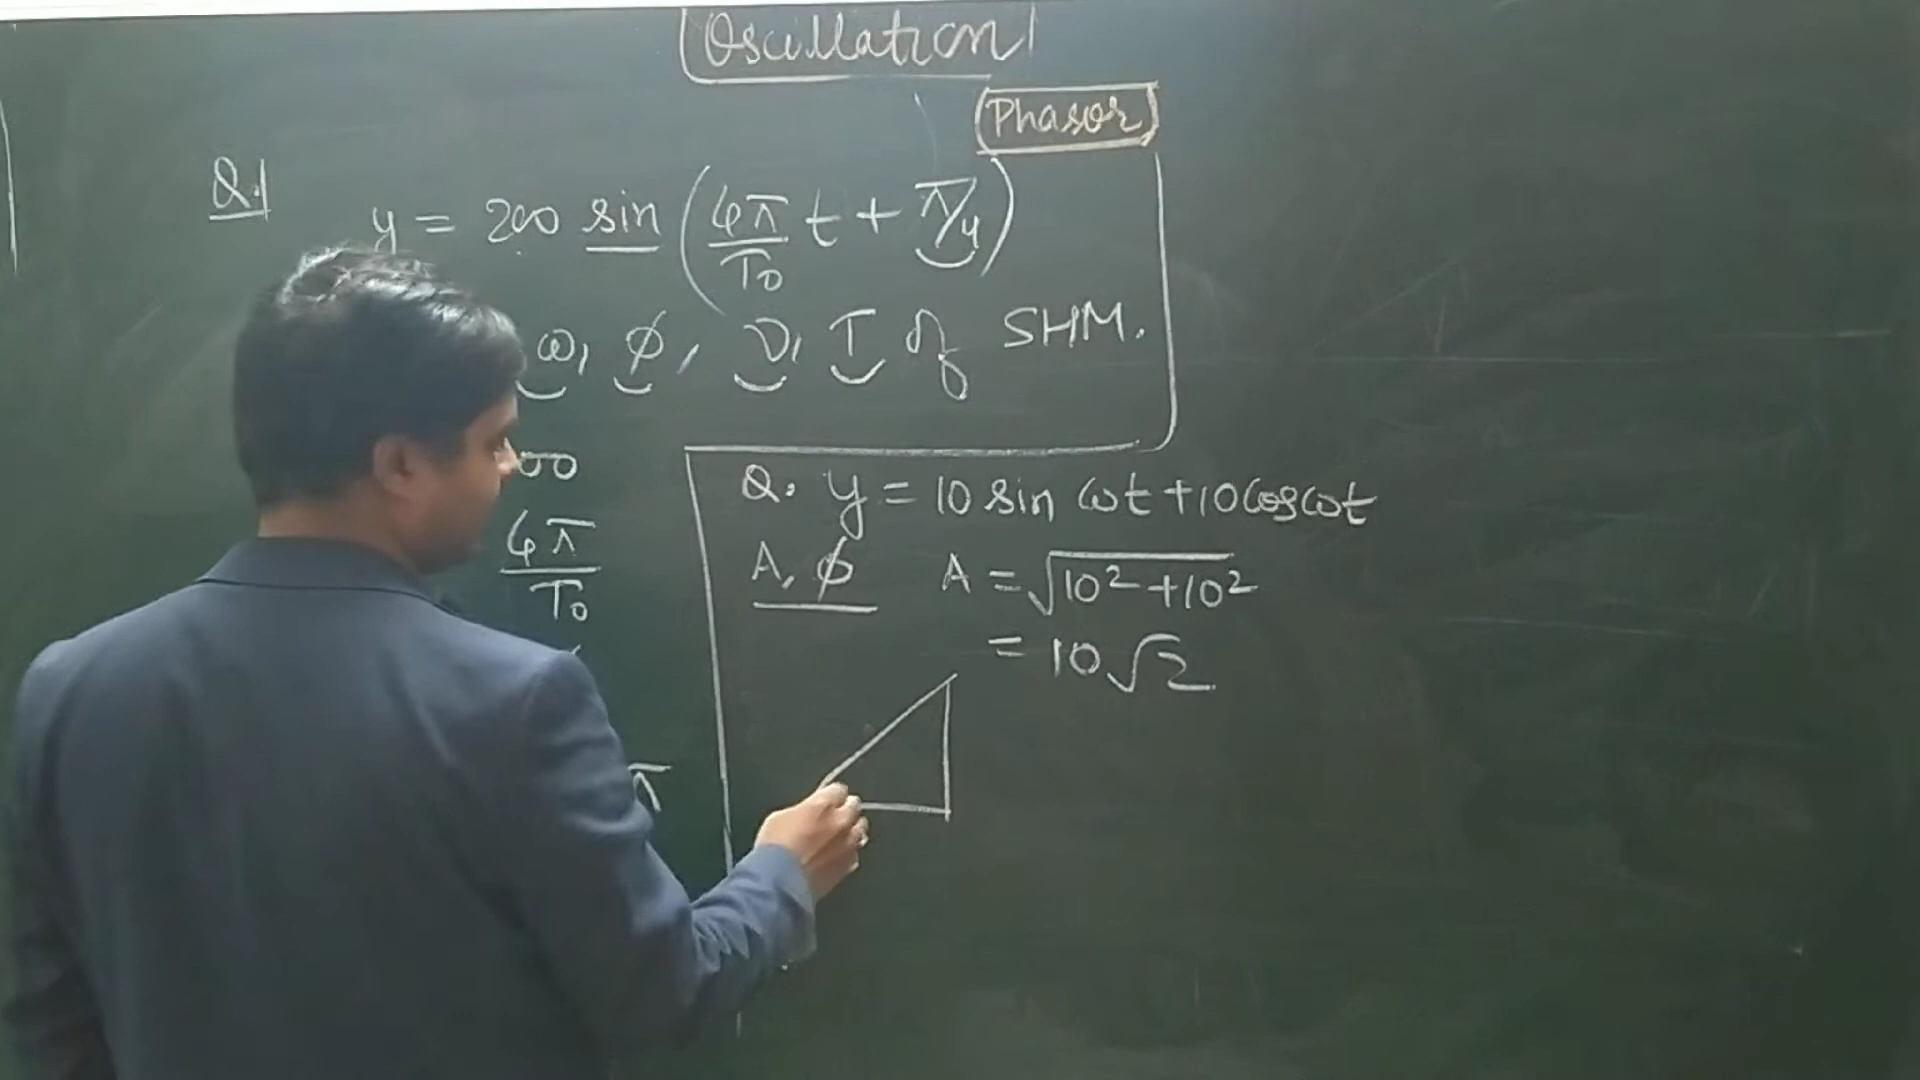 Oscillation
Phasor
Q.1
y = 200 sin (4π/T₀ t + π/4)
ω, φ, ν, T of SHM.
00
4π/T₀
π
Q. y = 10 sin ωt + 10 cos ωt
A, φ A = √(10² + 10²)
= 10√2